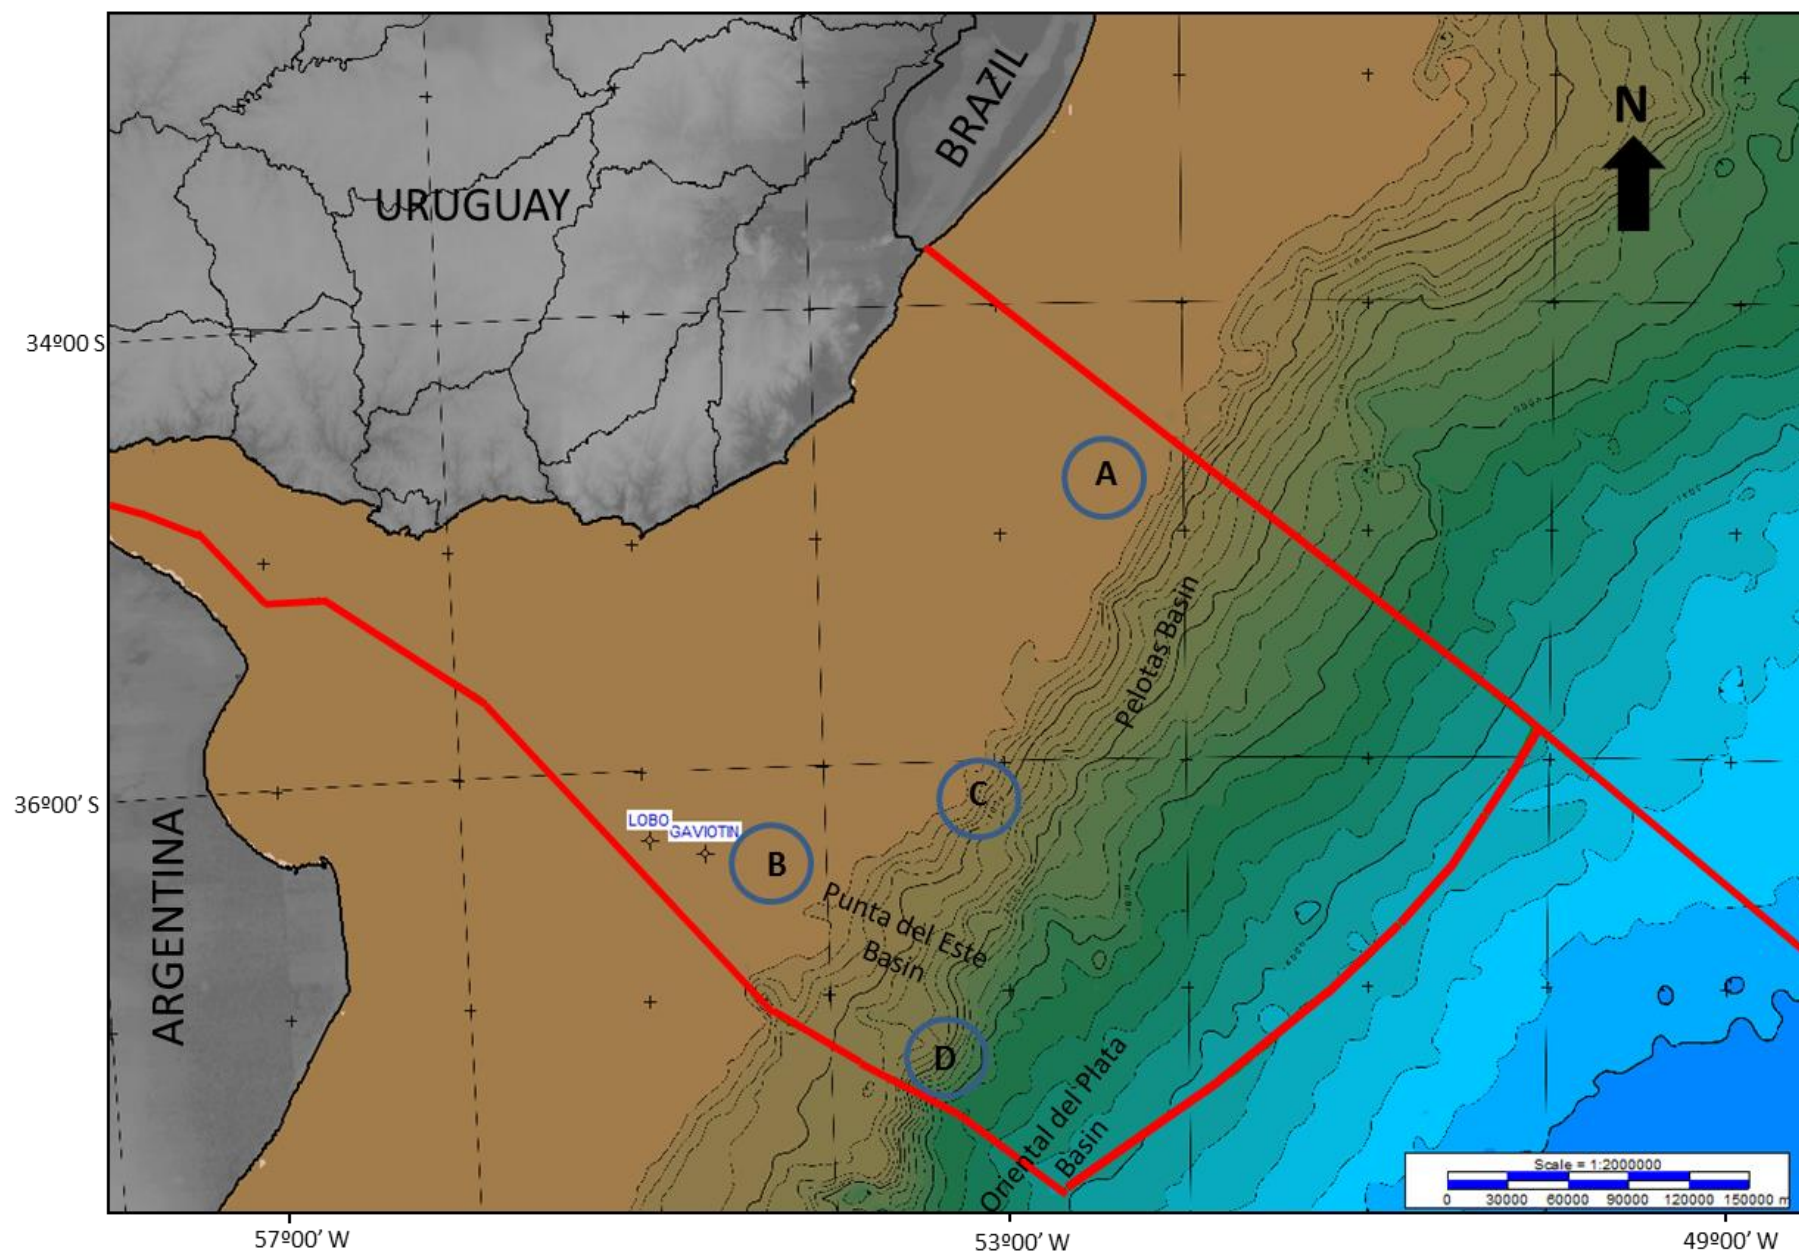 BRAZIL
N
URUGUAY
34º00 S
A
Pelotas Basin
36º00' S
C
LOBO
GAVIOTIN
B
Punta del Este
Basin
ARGENTINA
D
Oriental del Plata
Basin
Scale = 1:2000000
0 30000 60000 90000 120000 150000 m
57º00' W
53º00' W
49º00' W